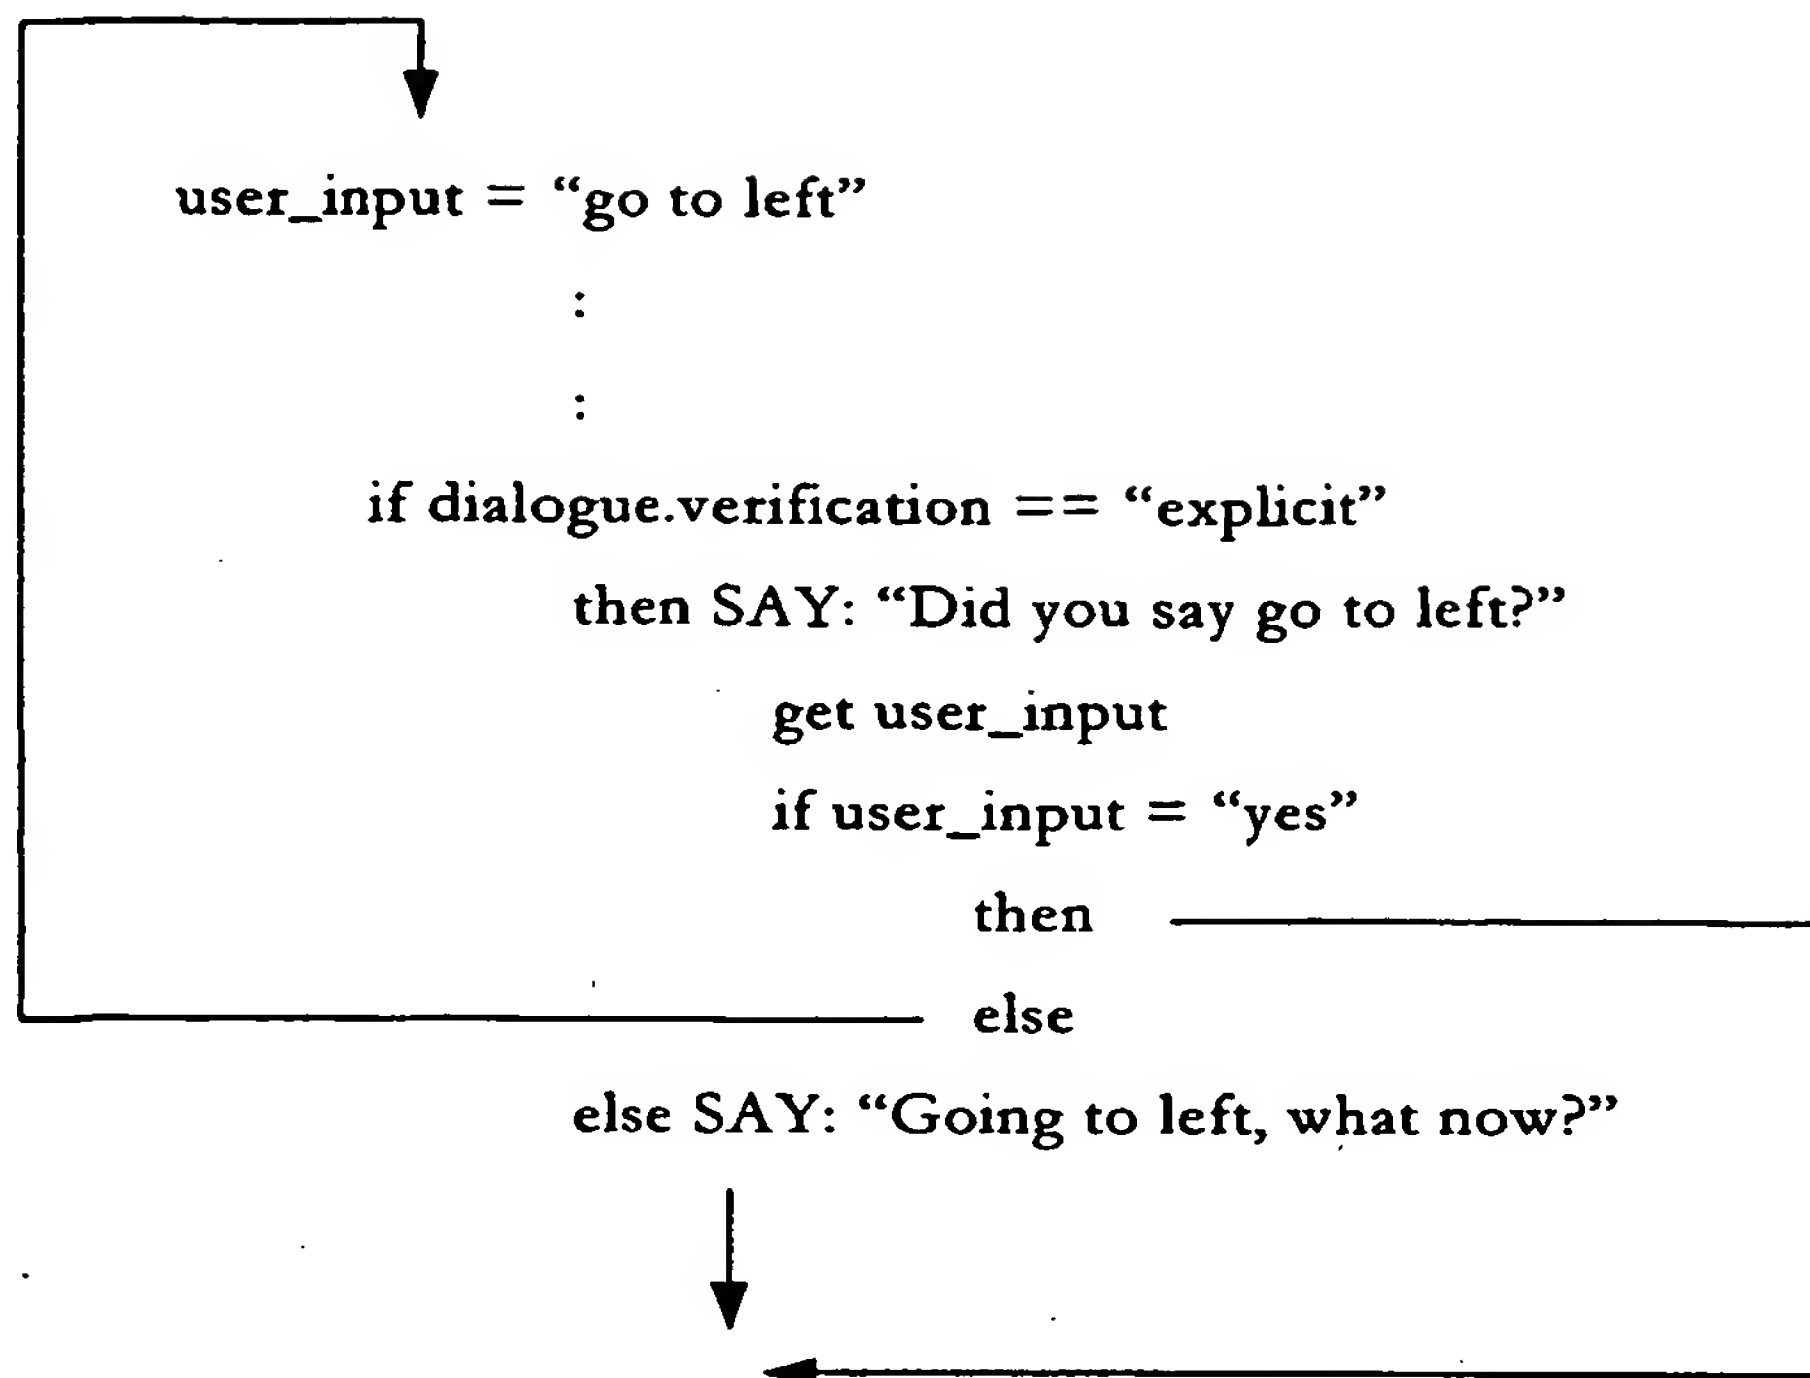 user_input = “go to left”
:
:
if dialogue.verification == “explicit”
then SAY: “Did you say go to left?”
get user_input
if user_input = “yes”
then
else
else SAY: “Going to left, what now?”